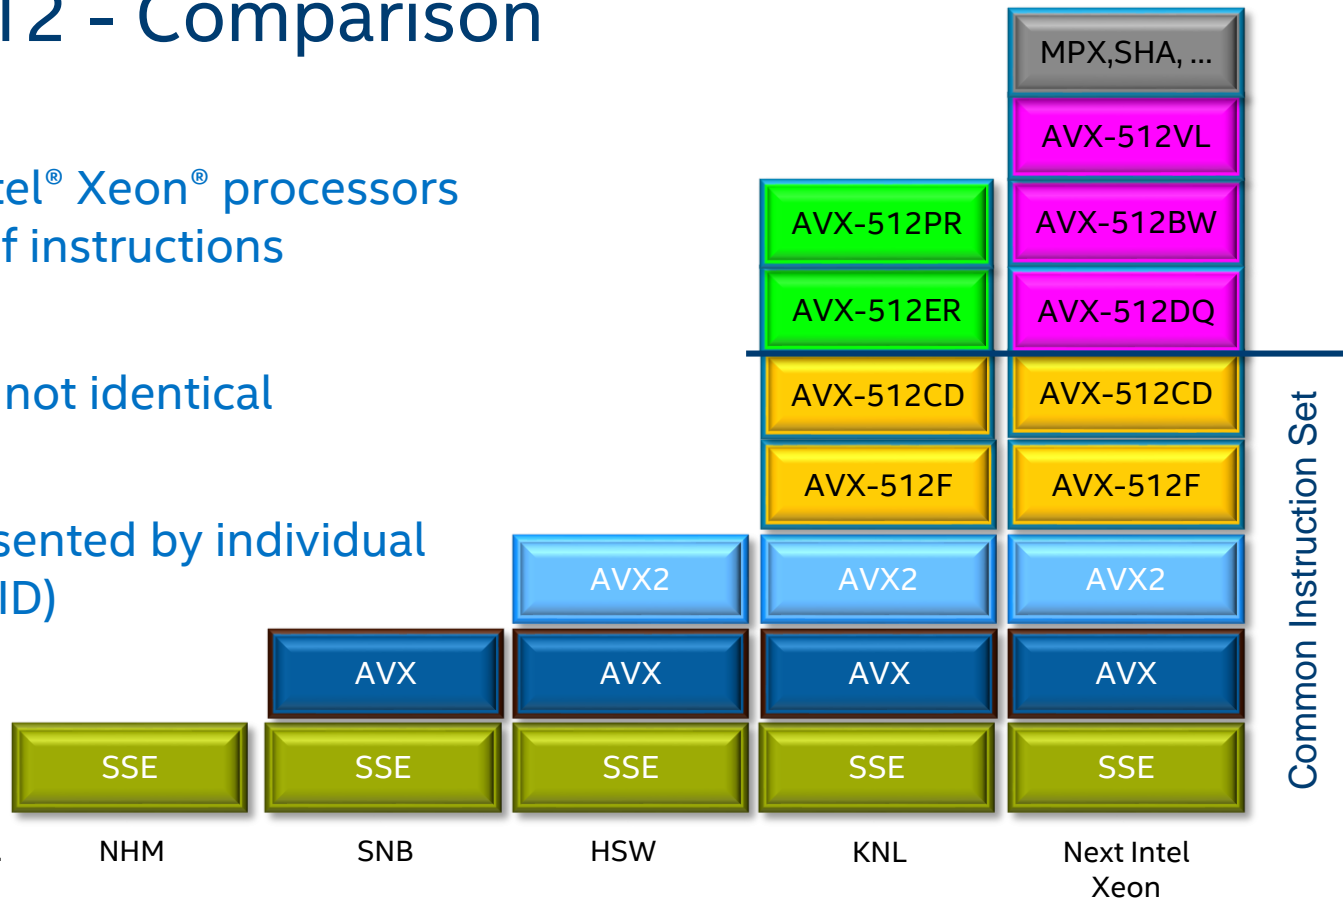 12 - Comparison
tel® Xeon® processors
f instructions
not identical
sented by individual
ID)
MPX,SHA, ...
AVX-512VL
AVX-512PR AVX-512BW
AVX-512ER AVX-512DQ
AVX-512CD AVX-512CD
AVX-512F AVX-512F
AVX2 AVX2 AVX2
AVX AVX AVX AVX
SSE SSE SSE SSE SSE
NHM SNB HSW KNL Next Intel
Xeon
Common Instruction Set